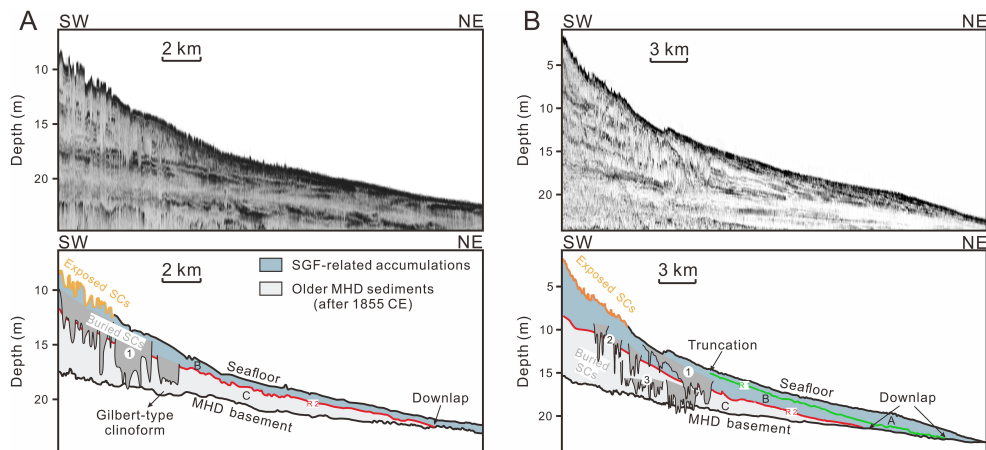 A
SW
NE
2 km
Depth (m)
10
15
20
SW
NE
2 km
SGF-related accumulations
Older MHD sediments
(after 1855 CE)
Exposed SCs
Buried SCs
1
B
Seafloor
C
R 2
Downlap
Gilbert-type
clinoform
MHD basement
Depth (m)
10
15
20
B
SW
NE
3 km
Depth (m)
5
10
15
20
SW
NE
3 km
Exposed SCs
Buried
SCs
2
3
1
Truncation
Seafloor
B
C
R 2
A
Downlap
MHD basement
Depth (m)
5
10
15
20